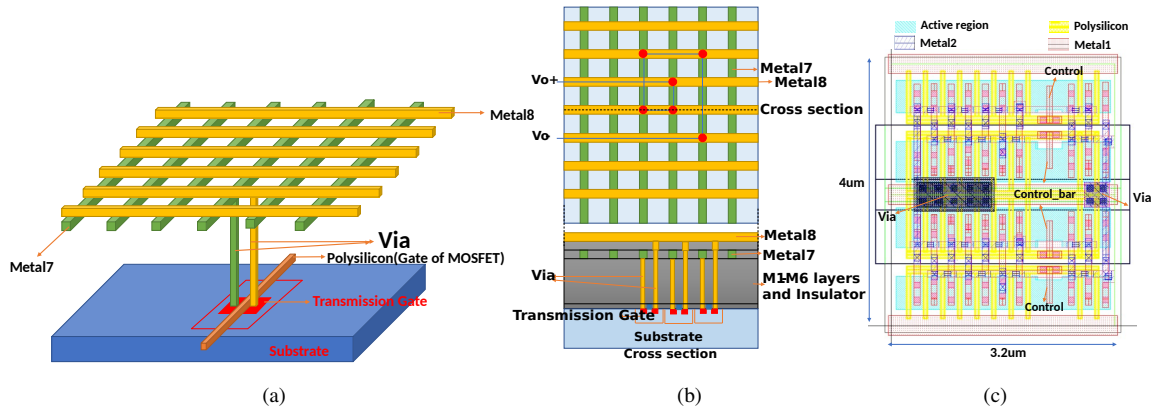 Metal8
Via
Polysilicon(Gate of MOSFET)
Metal7
Transmission Gate
Substrate
(a)
Metal7
Vo+
Metal8
Cross section
Vo-
Metal8
Metal7
Via
M1-M6 layers
and Insulator
Transmission Gate
Substrate
Cross section
(b)
Active region
Polysilicon
Metal2
Metal1
Control
4um
Control_bar
Via
Via
Control
3.2um
(c)